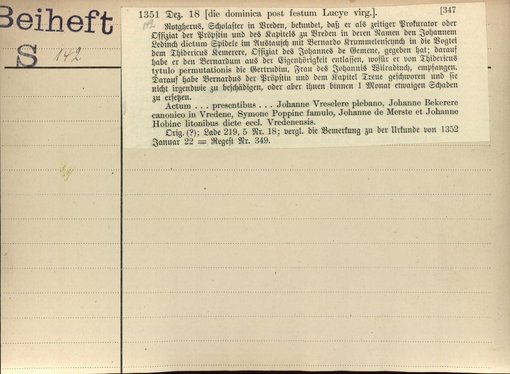 Beiheft
S 142
1351 Dez. 18 [die dominica post festum Lucye virg.]. [347
Rotgherus, Scholaster in Vreden, bekundet, daß er als zeitiger Prokurator oder
Offiziat der Pröpstin und des Kapitels zu Vreden in deren Namen den Johannem
Ledinch dictum Spidele im Austausch mit Bernardo Krummelensynch in die Vogtei
dem Thidericus Kemerere, Offiziat des Johannes de Gemene, gegeben hat; darauf
habe er den Bernardum aus der Eigenhörigkeit entlassen, wofür er von Thidericus
tytulo permutationis die Gertrudim, Frau des Johannis Wilradinch, empfangen.
Darauf habe Bernardus der Pröpstin und dem Kapitel Treue geschworen und sie
nicht irgendwie zu beschädigen, oder aber ihnen binnen 1 Monat etwaigen Schaden
zu ersetzen.
Actum . . . presentibus . . . Johanne Vreselere plebano, Johanne Bekerere
canonico in Vredene, Symone Poppinc famulo, Johanne de Merste et Johanne
Hobinc litonibus dicte eccl. Vredenensis.
Orig. (?); Lade 219, 5 Nr. 18; vergl. die Bemerkung zu der Urkunde von 1352
Januar 22 = Regest Nr. 349.